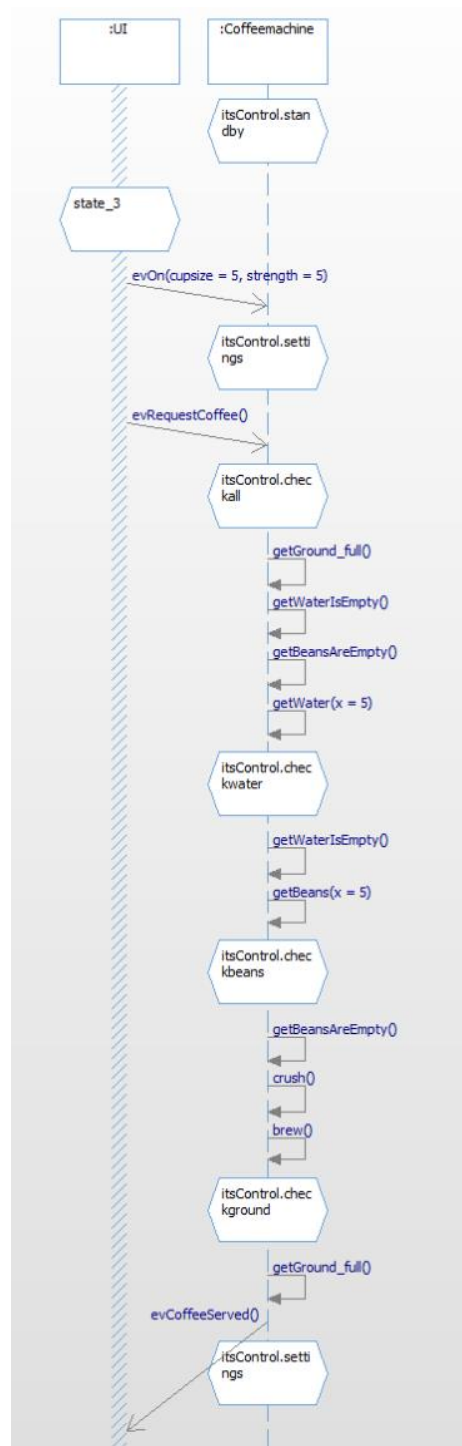 :UI
:Coffeemachine
itsControl.stan
dby
state_3
evOn(cupsize = 5, strength = 5)
itsControl.setti
ngs
evRequestCoffee()
itsControl.chec
kall
getGround_full()
getWaterIsEmpty()
getBeansAreEmpty()
getWater(x = 5)
itsControl.chec
kwater
getWaterIsEmpty()
getBeans(x = 5)
itsControl.chec
kbeans
getBeansAreEmpty()
crush()
brew()
itsControl.chec
kground
getGround_full()
evCoffeeServed()
itsControl.setti
ngs